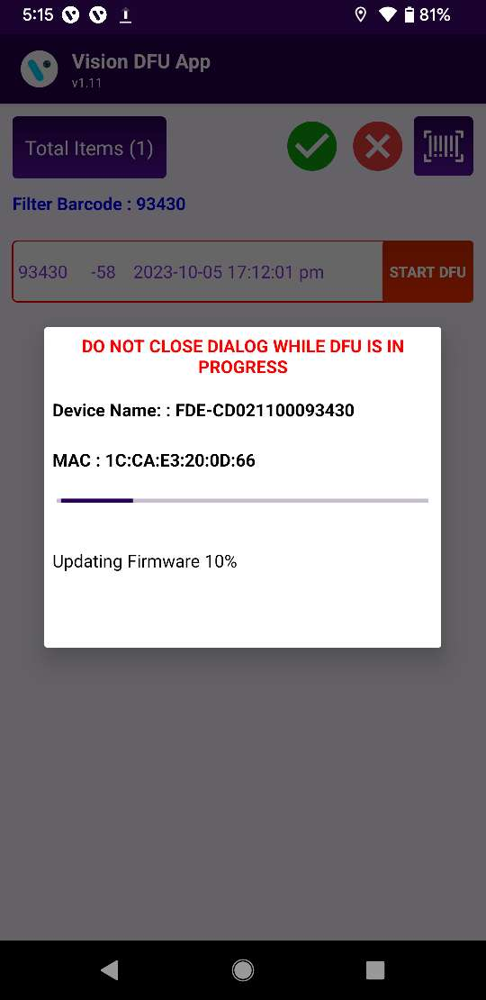 5:15
81%
Vision DFU App
v1.11
Total Items (1)
Filter Barcode : 93430
93430 -58 2023-10-05 17:12:01 pm START DFU
DO NOT CLOSE DIALOG WHILE DFU IS IN
PROGRESS
Device Name: : FDE-CD021100093430
MAC : 1C:CA:E3:20:0D:66
Updating Firmware 10%